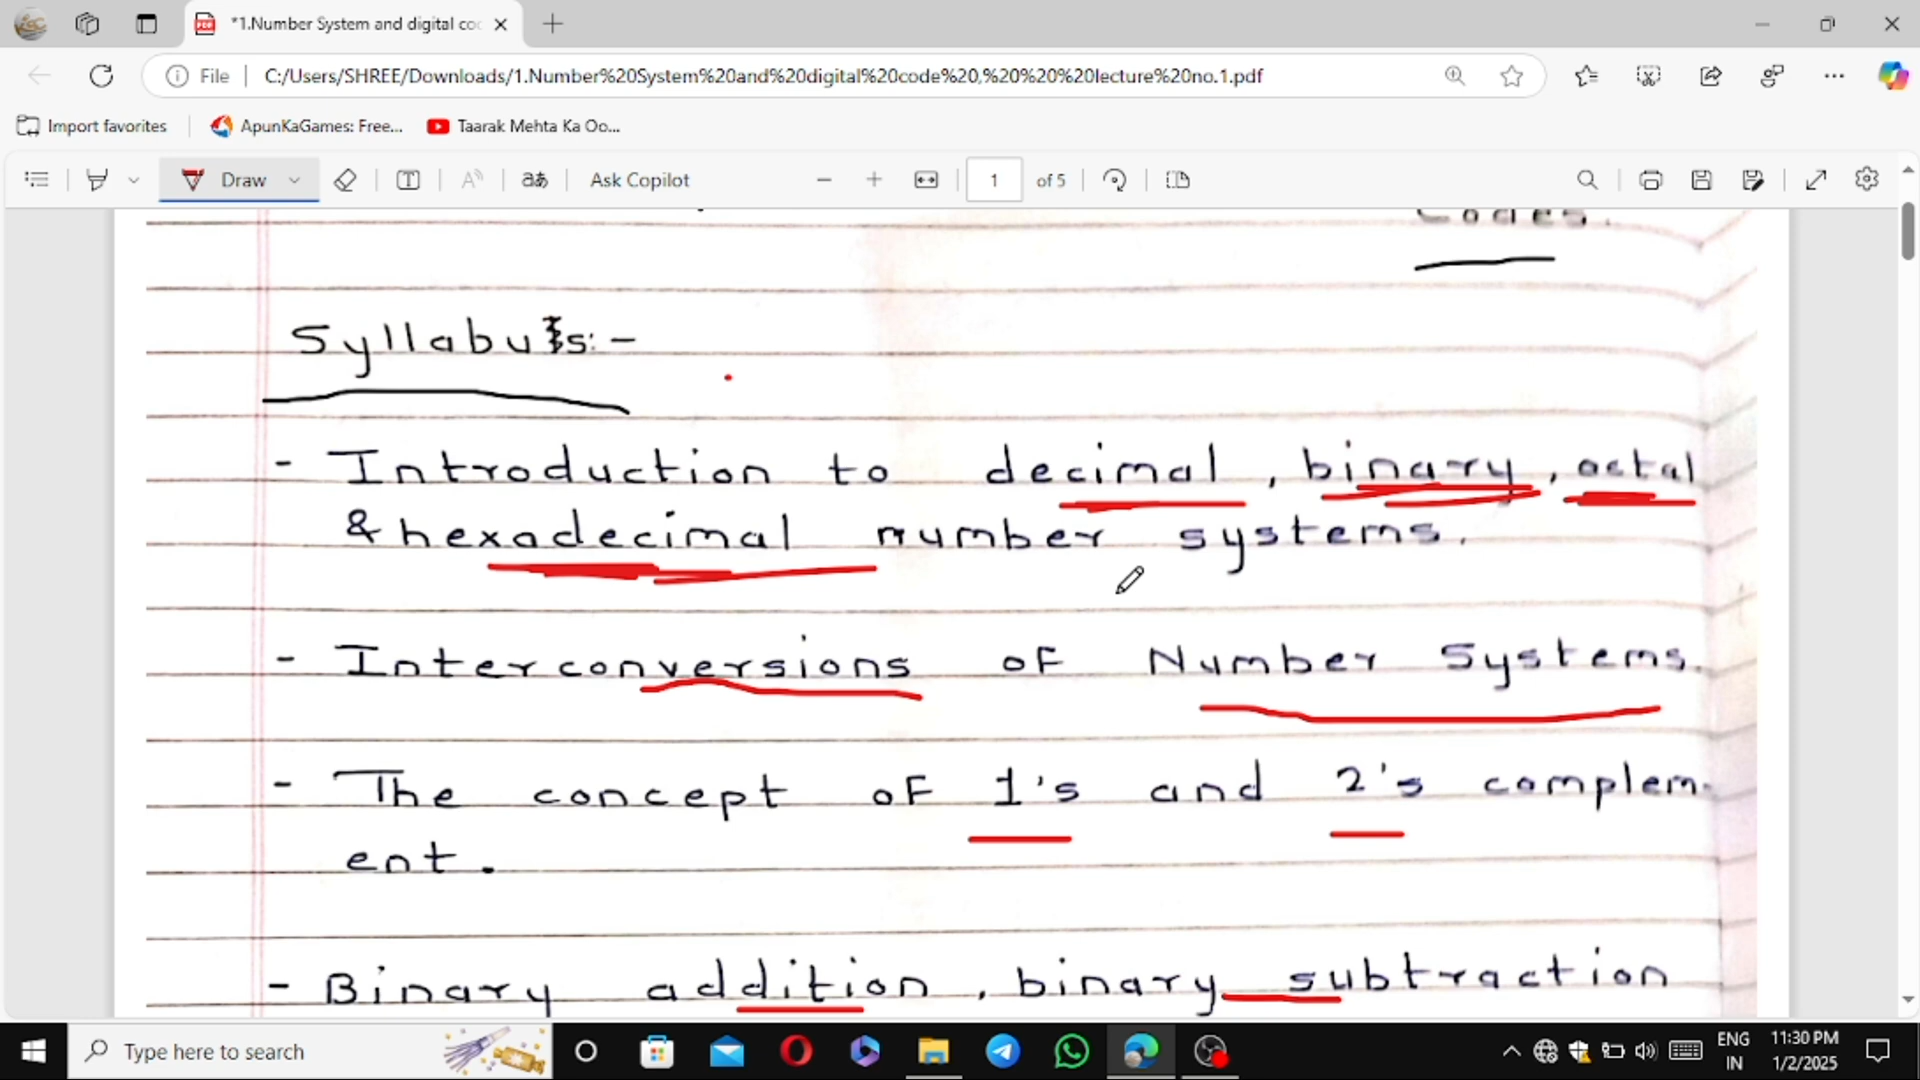 *1.Number System and digital co
File C:/Users/SHREE/Downloads/1.Number%20System%20and%20digital%20code%20,%20%20%20lecture%20no.1.pdf
Import favorites ApunKaGames: Free... Taarak Mehta Ka Oo...
Draw Ask Copilot 1 of 5
Codes.
Syllabus:-
- Introduction to decimal, binary, octal
& hexadecimal number systems.
- Interconversions of Number Systems.
- The concept of 1's and 2's complem-
ent.
- Binary addition, binary subtraction
Type here to search
ENG 11:30 PM
IN 1/2/2025